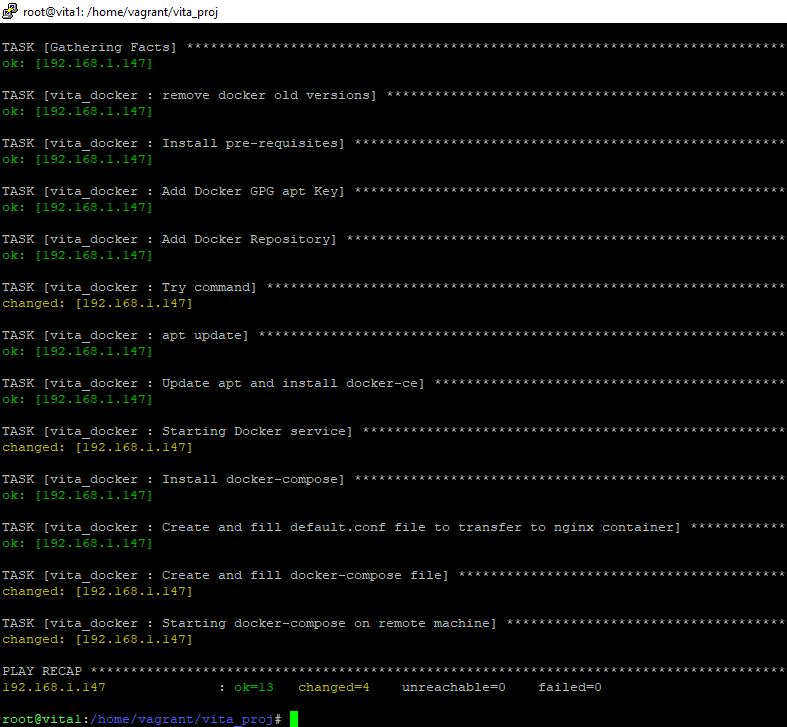 root@vita1: /home/vagrant/vita_proj
TASK [Gathering Facts] ***************************************************************************
ok: [192.168.1.147]
TASK [vita_docker : remove docker old versions] **************************************************
ok: [192.168.1.147]
TASK [vita_docker : Install pre-requisites] ******************************************************
ok: [192.168.1.147]
TASK [vita_docker : Add Docker GPG apt Key] ******************************************************
ok: [192.168.1.147]
TASK [vita_docker : Add Docker Repository] *******************************************************
ok: [192.168.1.147]
TASK [vita_docker : Try command] *****************************************************************
changed: [192.168.1.147]
TASK [vita_docker : apt update] ******************************************************************
ok: [192.168.1.147]
TASK [vita_docker : Update apt and install docker-ce] ********************************************
ok: [192.168.1.147]
TASK [vita_docker : Starting Docker service] *****************************************************
changed: [192.168.1.147]
TASK [vita_docker : Install docker-compose] ******************************************************
ok: [192.168.1.147]
TASK [vita_docker : Create and fill default.conf file to transfer to nginx container] ************
ok: [192.168.1.147]
TASK [vita_docker : Create and fill docker-compose file] *****************************************
changed: [192.168.1.147]
TASK [vita_docker : Starting docker-compose on remote machine] ***********************************
changed: [192.168.1.147]
PLAY RECAP ***************************************************************************************
192.168.1.147              : ok=13   changed=4    unreachable=0    failed=0
root@vita1:/home/vagrant/vita_proj#